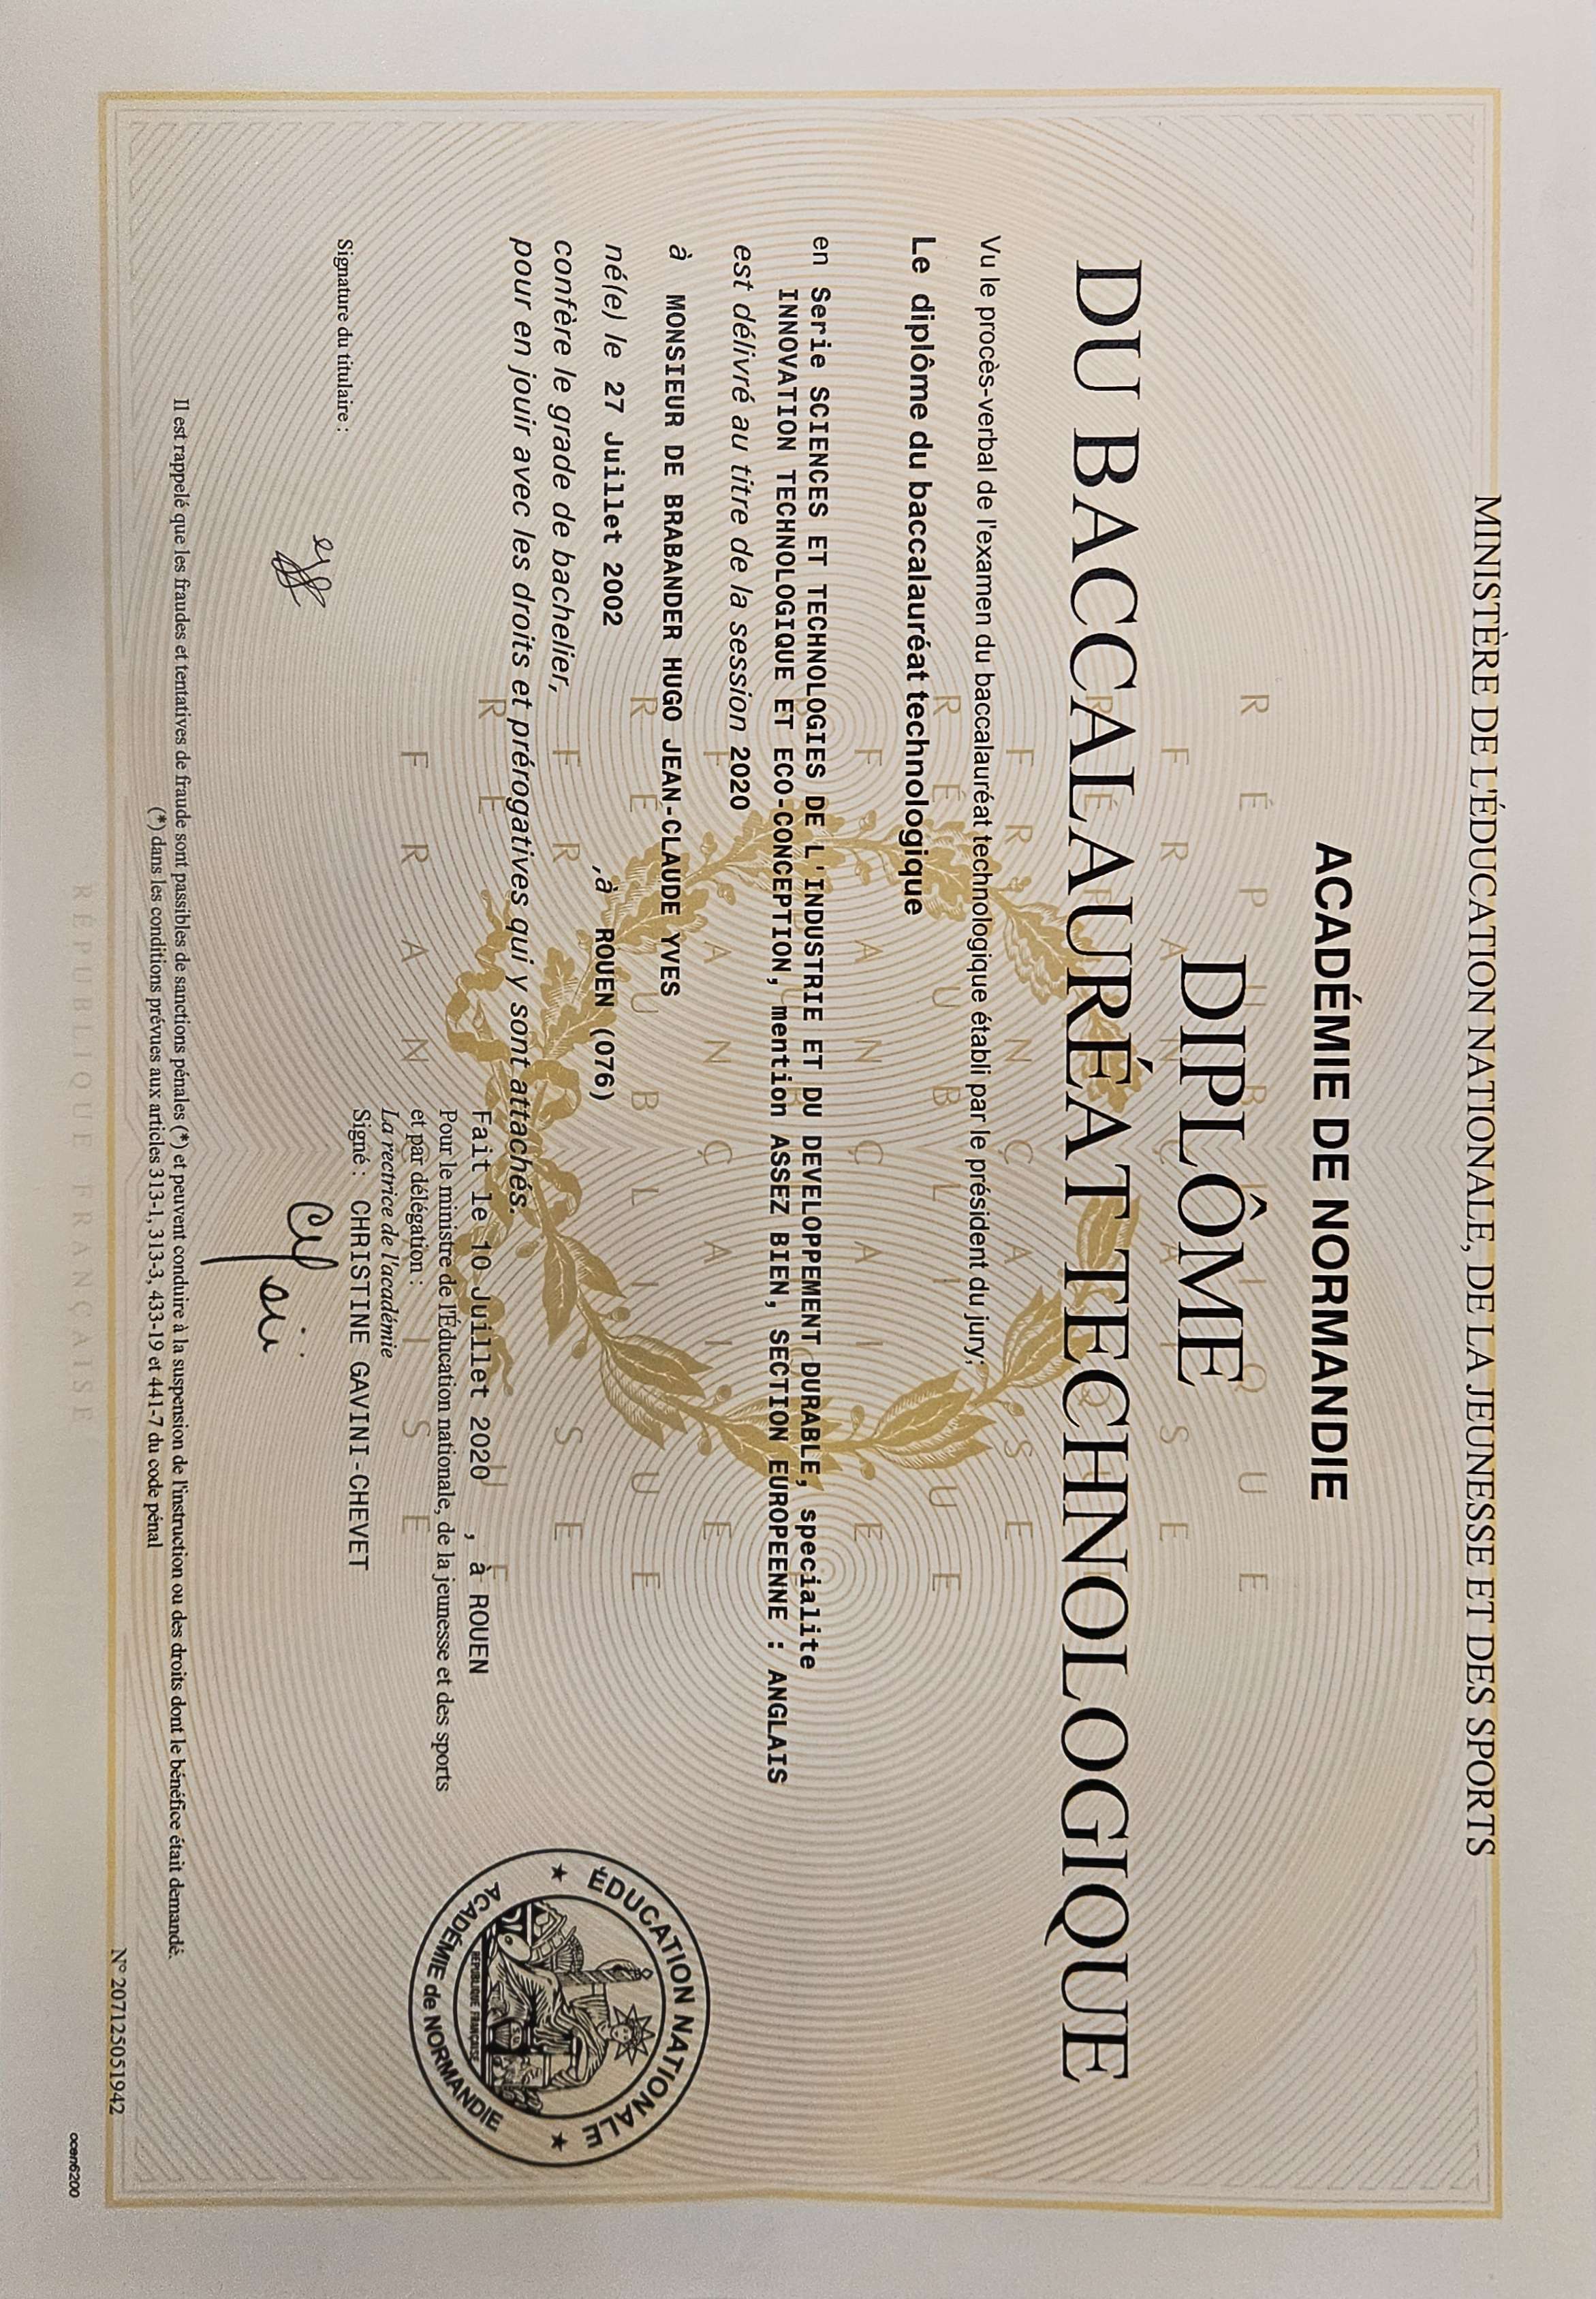 MINISTÈRE DE L'ÉDUCATION NATIONALE, DE LA JEUNESSE ET DES SPORTS
ACADÉMIE DE NORMANDIE
DIPLÔME
DU BACCALAURÉAT TECHNOLOGIQUE
Vu le procès-verbal de l'examen du baccalauréat technologique établi par le président du jury;
Le diplôme du baccalauréat technologique
en Serie SCIENCES ET TECHNOLOGIES DE L'INDUSTRIE ET DU DEVELOPPEMENT DURABLE, specialite
INNOVATION TECHNOLOGIQUE ET ECO-CONCEPTION, mention ASSEZ BIEN, SECTION EUROPEENNE : ANGLAIS
est délivré au titre de la session 2020
à MONSIEUR DE BRABANDER HUGO JEAN-CLAUDE YVES
né(e) le 27 Juillet 2002 ,à ROUEN (076)
confère le grade de bachelier,
pour en jouir avec les droits et prérogatives qui y sont attachés.
Fait le 10 Juillet 2020 , à ROUEN
Pour le ministre de l'Éducation nationale, de la jeunesse et des sports
et par délégation :
La rectrice de l'académie
Signé : CHRISTINE GAVINI-CHEVET
Signature du titulaire :
ÉDUCATION NATIONALE
RÉPUBLIQUE FRANÇAISE
ACADÉMIE de NORMANDIE
Il est rappelé que les fraudes et tentatives de fraude sont passibles de sanctions pénales (*) et peuvent conduire à la suspension de l'instruction ou des droits dont le bénéfice était demandé.
(*) dans les conditions prévues aux articles 313-1, 313-3, 433-19 et 441-7 du code pénal
N° 207125051942
RÉPUBLIQUE FRANÇAISE
ocen6200